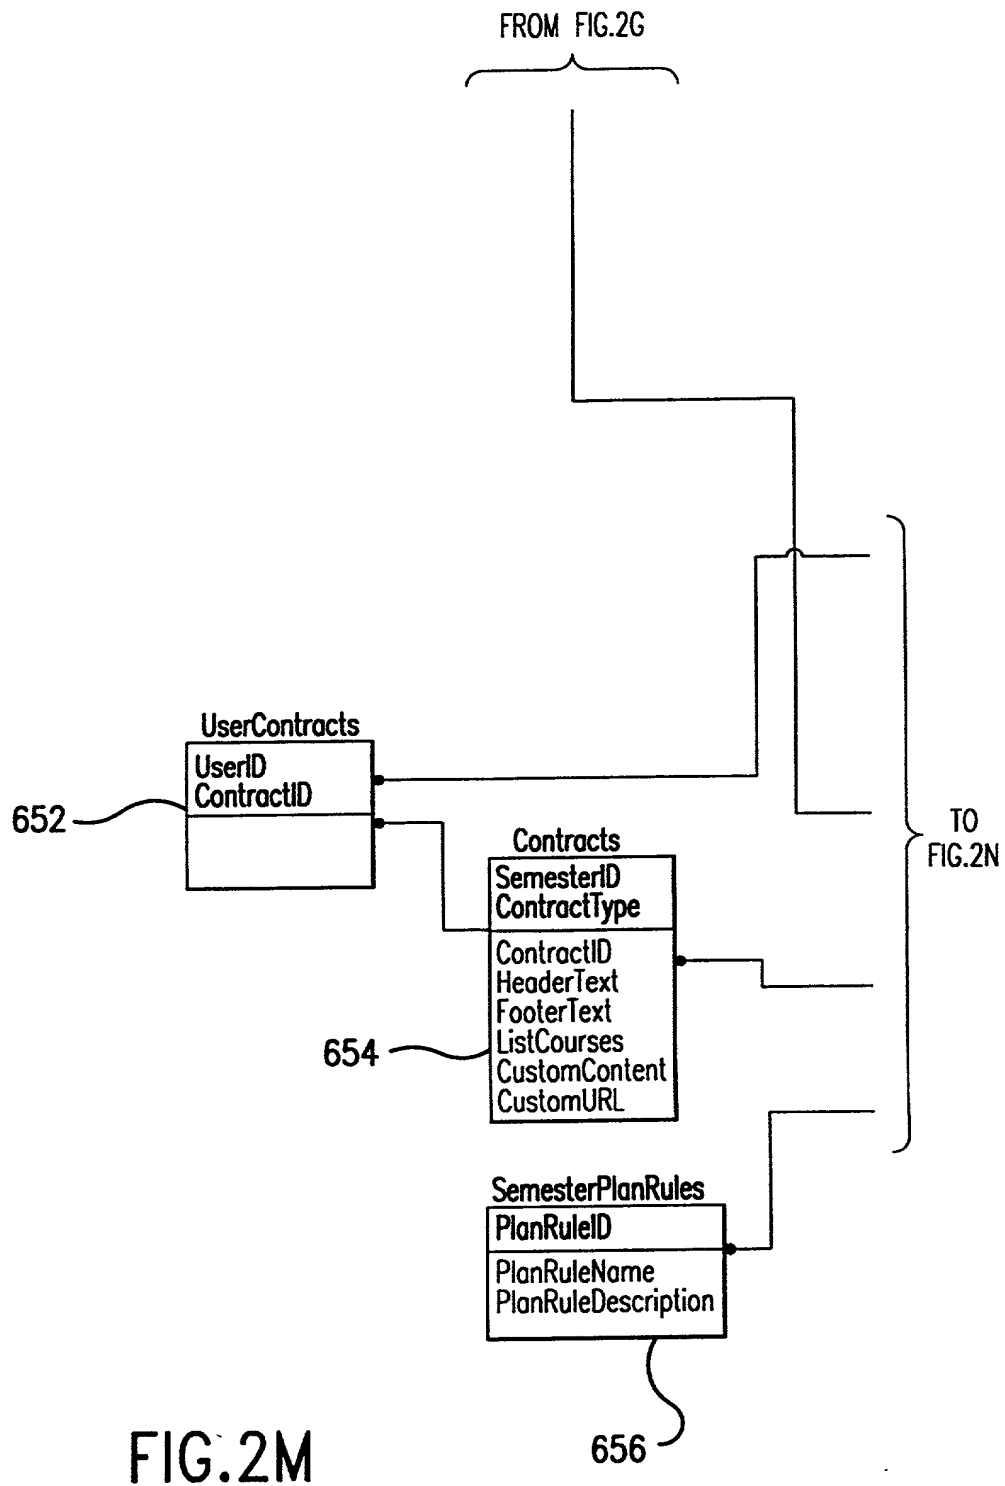 FROM FIG.2G
UserContracts
UserID
ContractID
652
Contracts
SemesterID
ContractType
ContractID
HeaderText
FooterText
ListCourses
CustomContent
CustomURL
654
TO
FIG.2N
SemesterPlanRules
PlanRuleID
PlanRuleName
PlanRuleDescription
656
FIG.2M